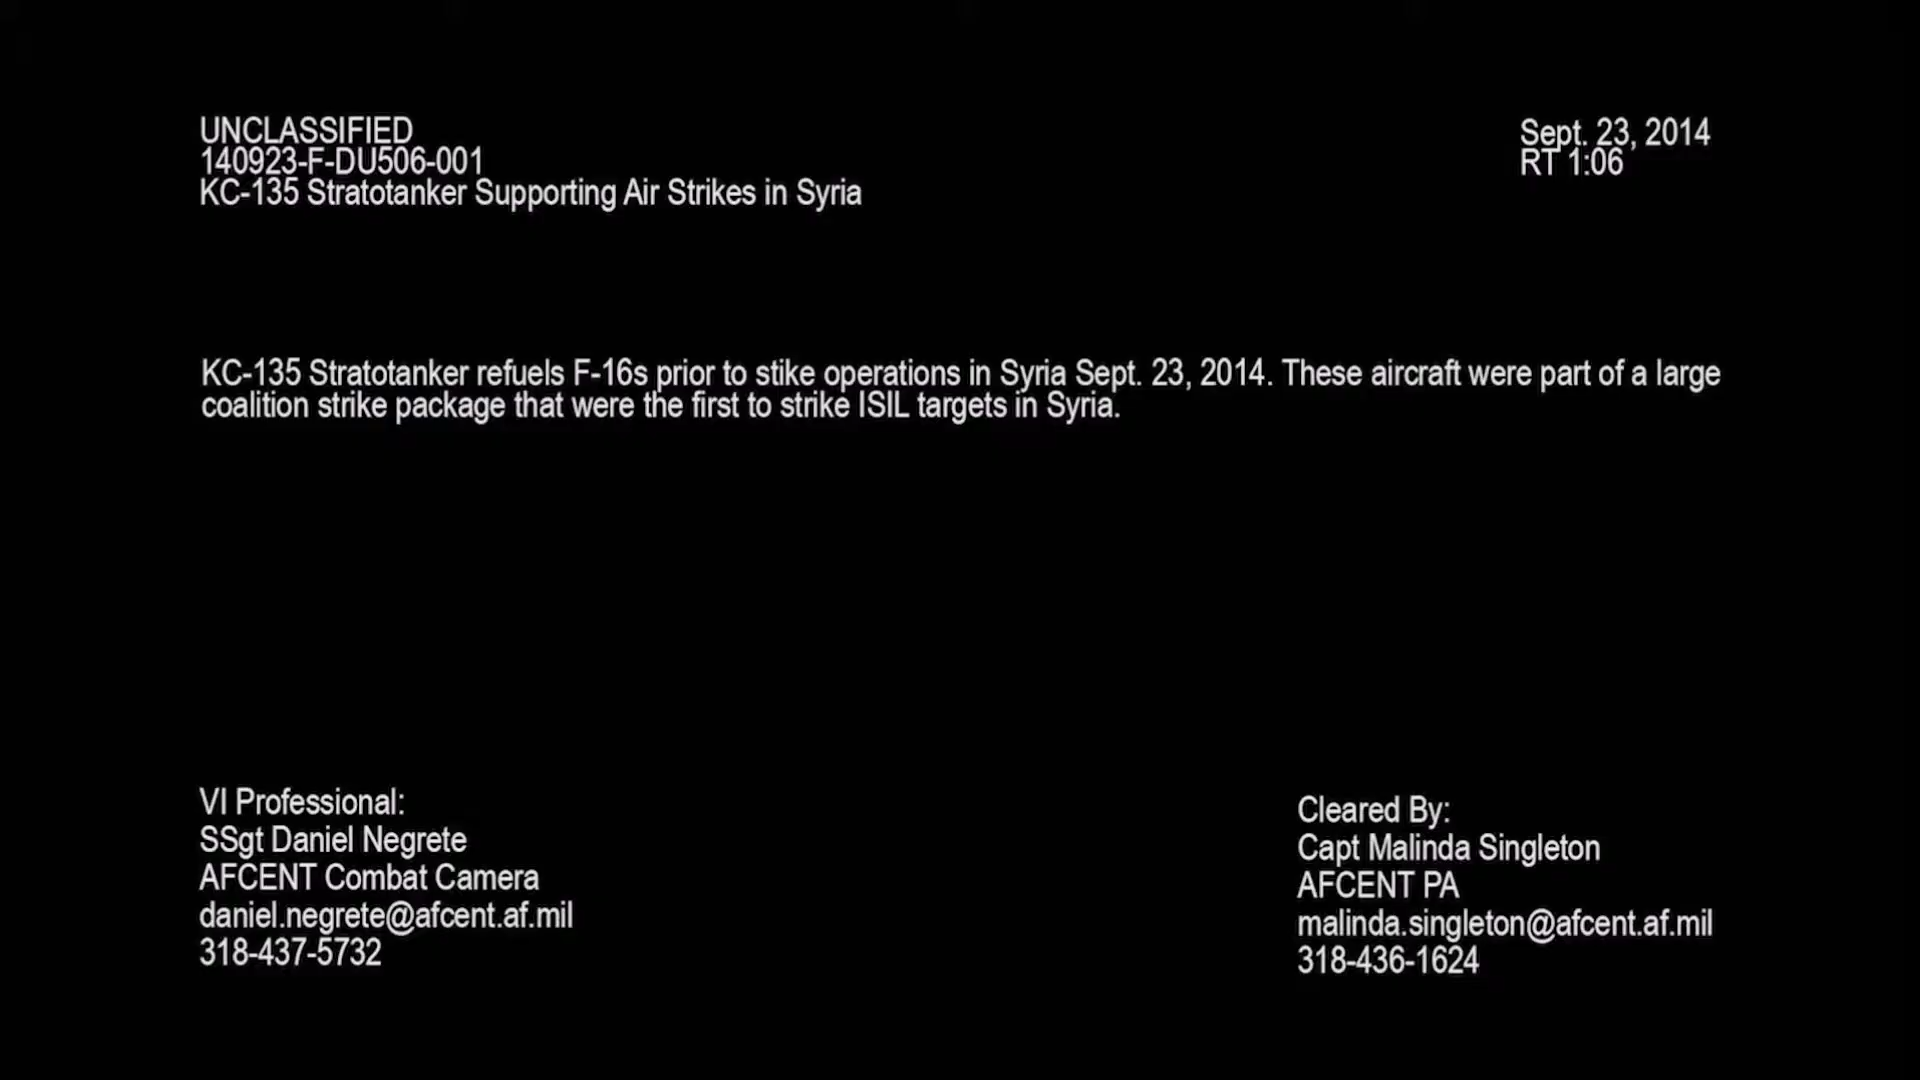 UNCLASSIFIED
140923-F-DU506-001
KC-135 Stratotanker Supporting Air Strikes in Syria
Sept. 23, 2014
RT 1:06
KC-135 Stratotanker refuels F-16s prior to stike operations in Syria Sept. 23, 2014. These aircraft were part of a large
coalition strike package that were the first to strike ISIL targets in Syria.
VI Professional:
SSgt Daniel Negrete
AFCENT Combat Camera
daniel.negrete@afcent.af.mil
318-437-5732
Cleared By:
Capt Malinda Singleton
AFCENT PA
malinda.singleton@afcent.af.mil
318-436-1624